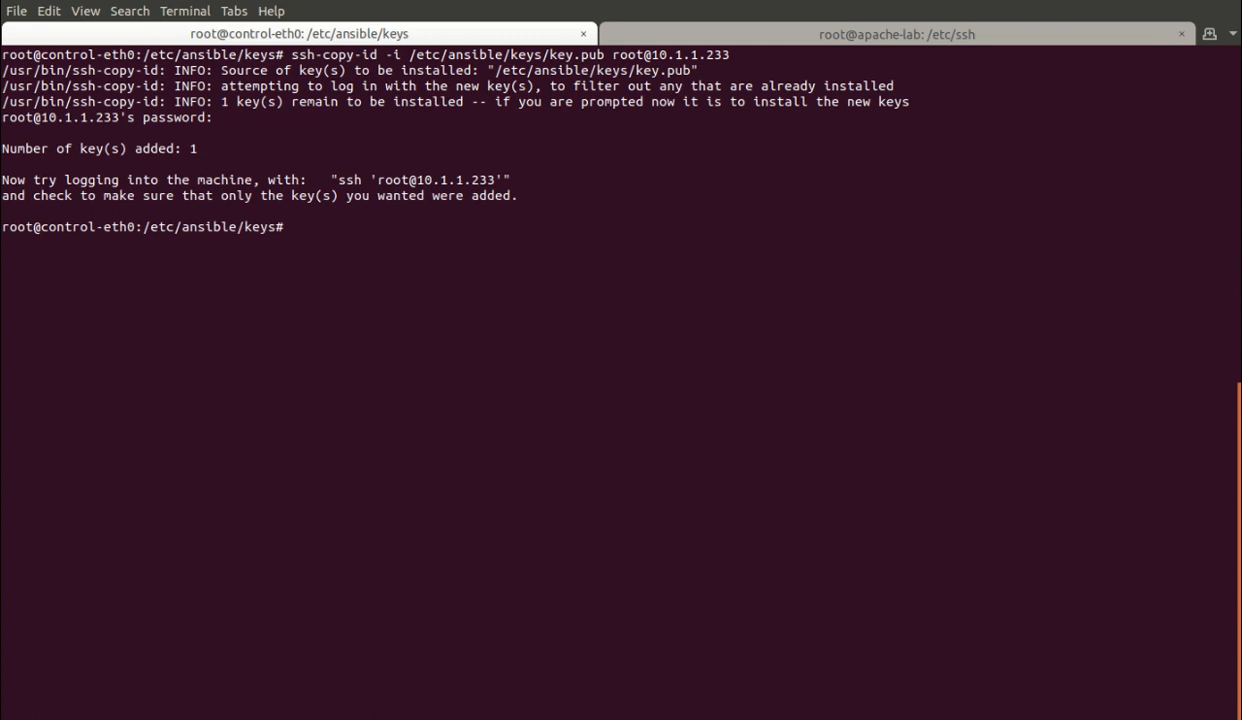 File Edit View Search Terminal Tabs Help
root@control-eth0: /etc/ansible/keys × root@apache-lab: /etc/ssh ×
root@control-eth0:/etc/ansible/keys# ssh-copy-id -i /etc/ansible/keys/key.pub root@10.1.1.233
/usr/bin/ssh-copy-id: INFO: Source of key(s) to be installed: "/etc/ansible/keys/key.pub"
/usr/bin/ssh-copy-id: INFO: attempting to log in with the new key(s), to filter out any that are already installed
/usr/bin/ssh-copy-id: INFO: 1 key(s) remain to be installed -- if you are prompted now it is to install the new keys
root@10.1.1.233's password:
Number of key(s) added: 1
Now try logging into the machine, with:   "ssh 'root@10.1.1.233'"
and check to make sure that only the key(s) you wanted were added.
root@control-eth0:/etc/ansible/keys#